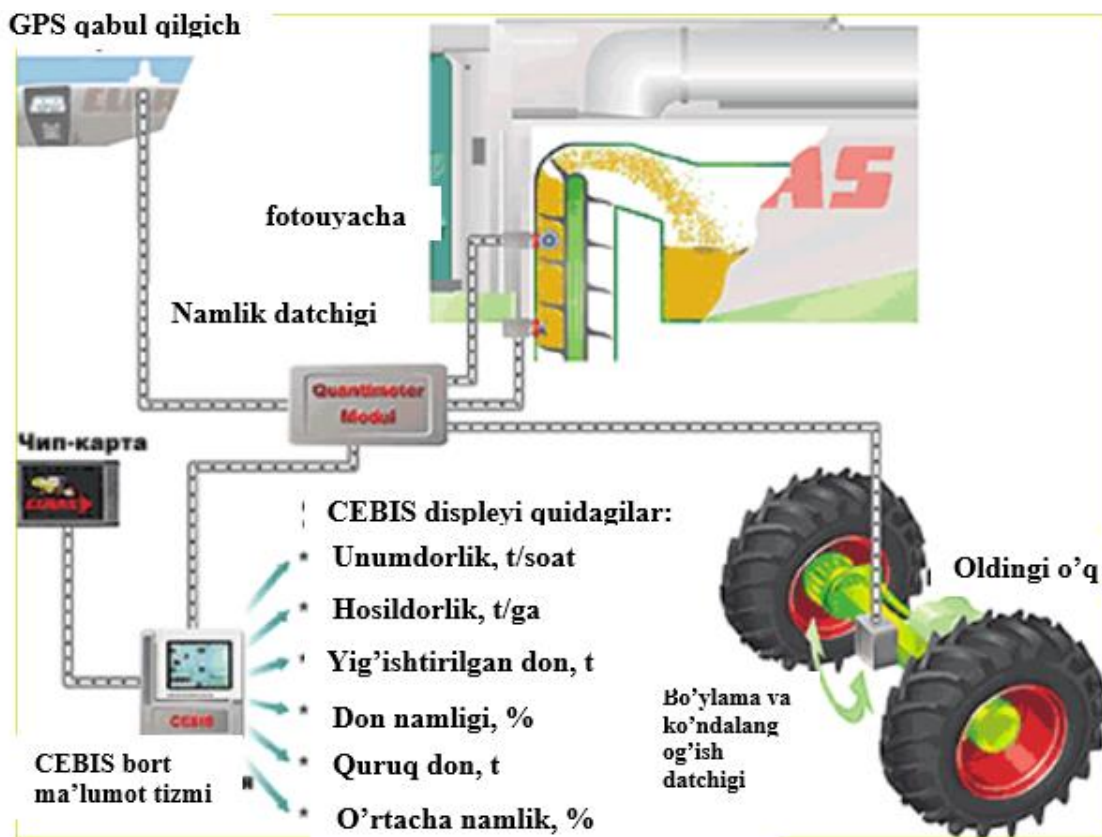 GPS qabul qilgich
AS
fotouyacha
Namlik datchigi
Quantimeter
Modul
Чип-карта
CLAAS
CEBIS displeyi quidagilar:
* Unumdorlik, t/soat
* Hosildorlik, t/ga
* Yig’ishtirilgan don, t
* Don namligi, %
* Quruq don, t
* O’rtacha namlik, %
CEBIS
CEBIS bort
ma’lumot tizmi
Oldingi o’q
Bo’ylama va
ko’ndalang
og’ish
datchigi